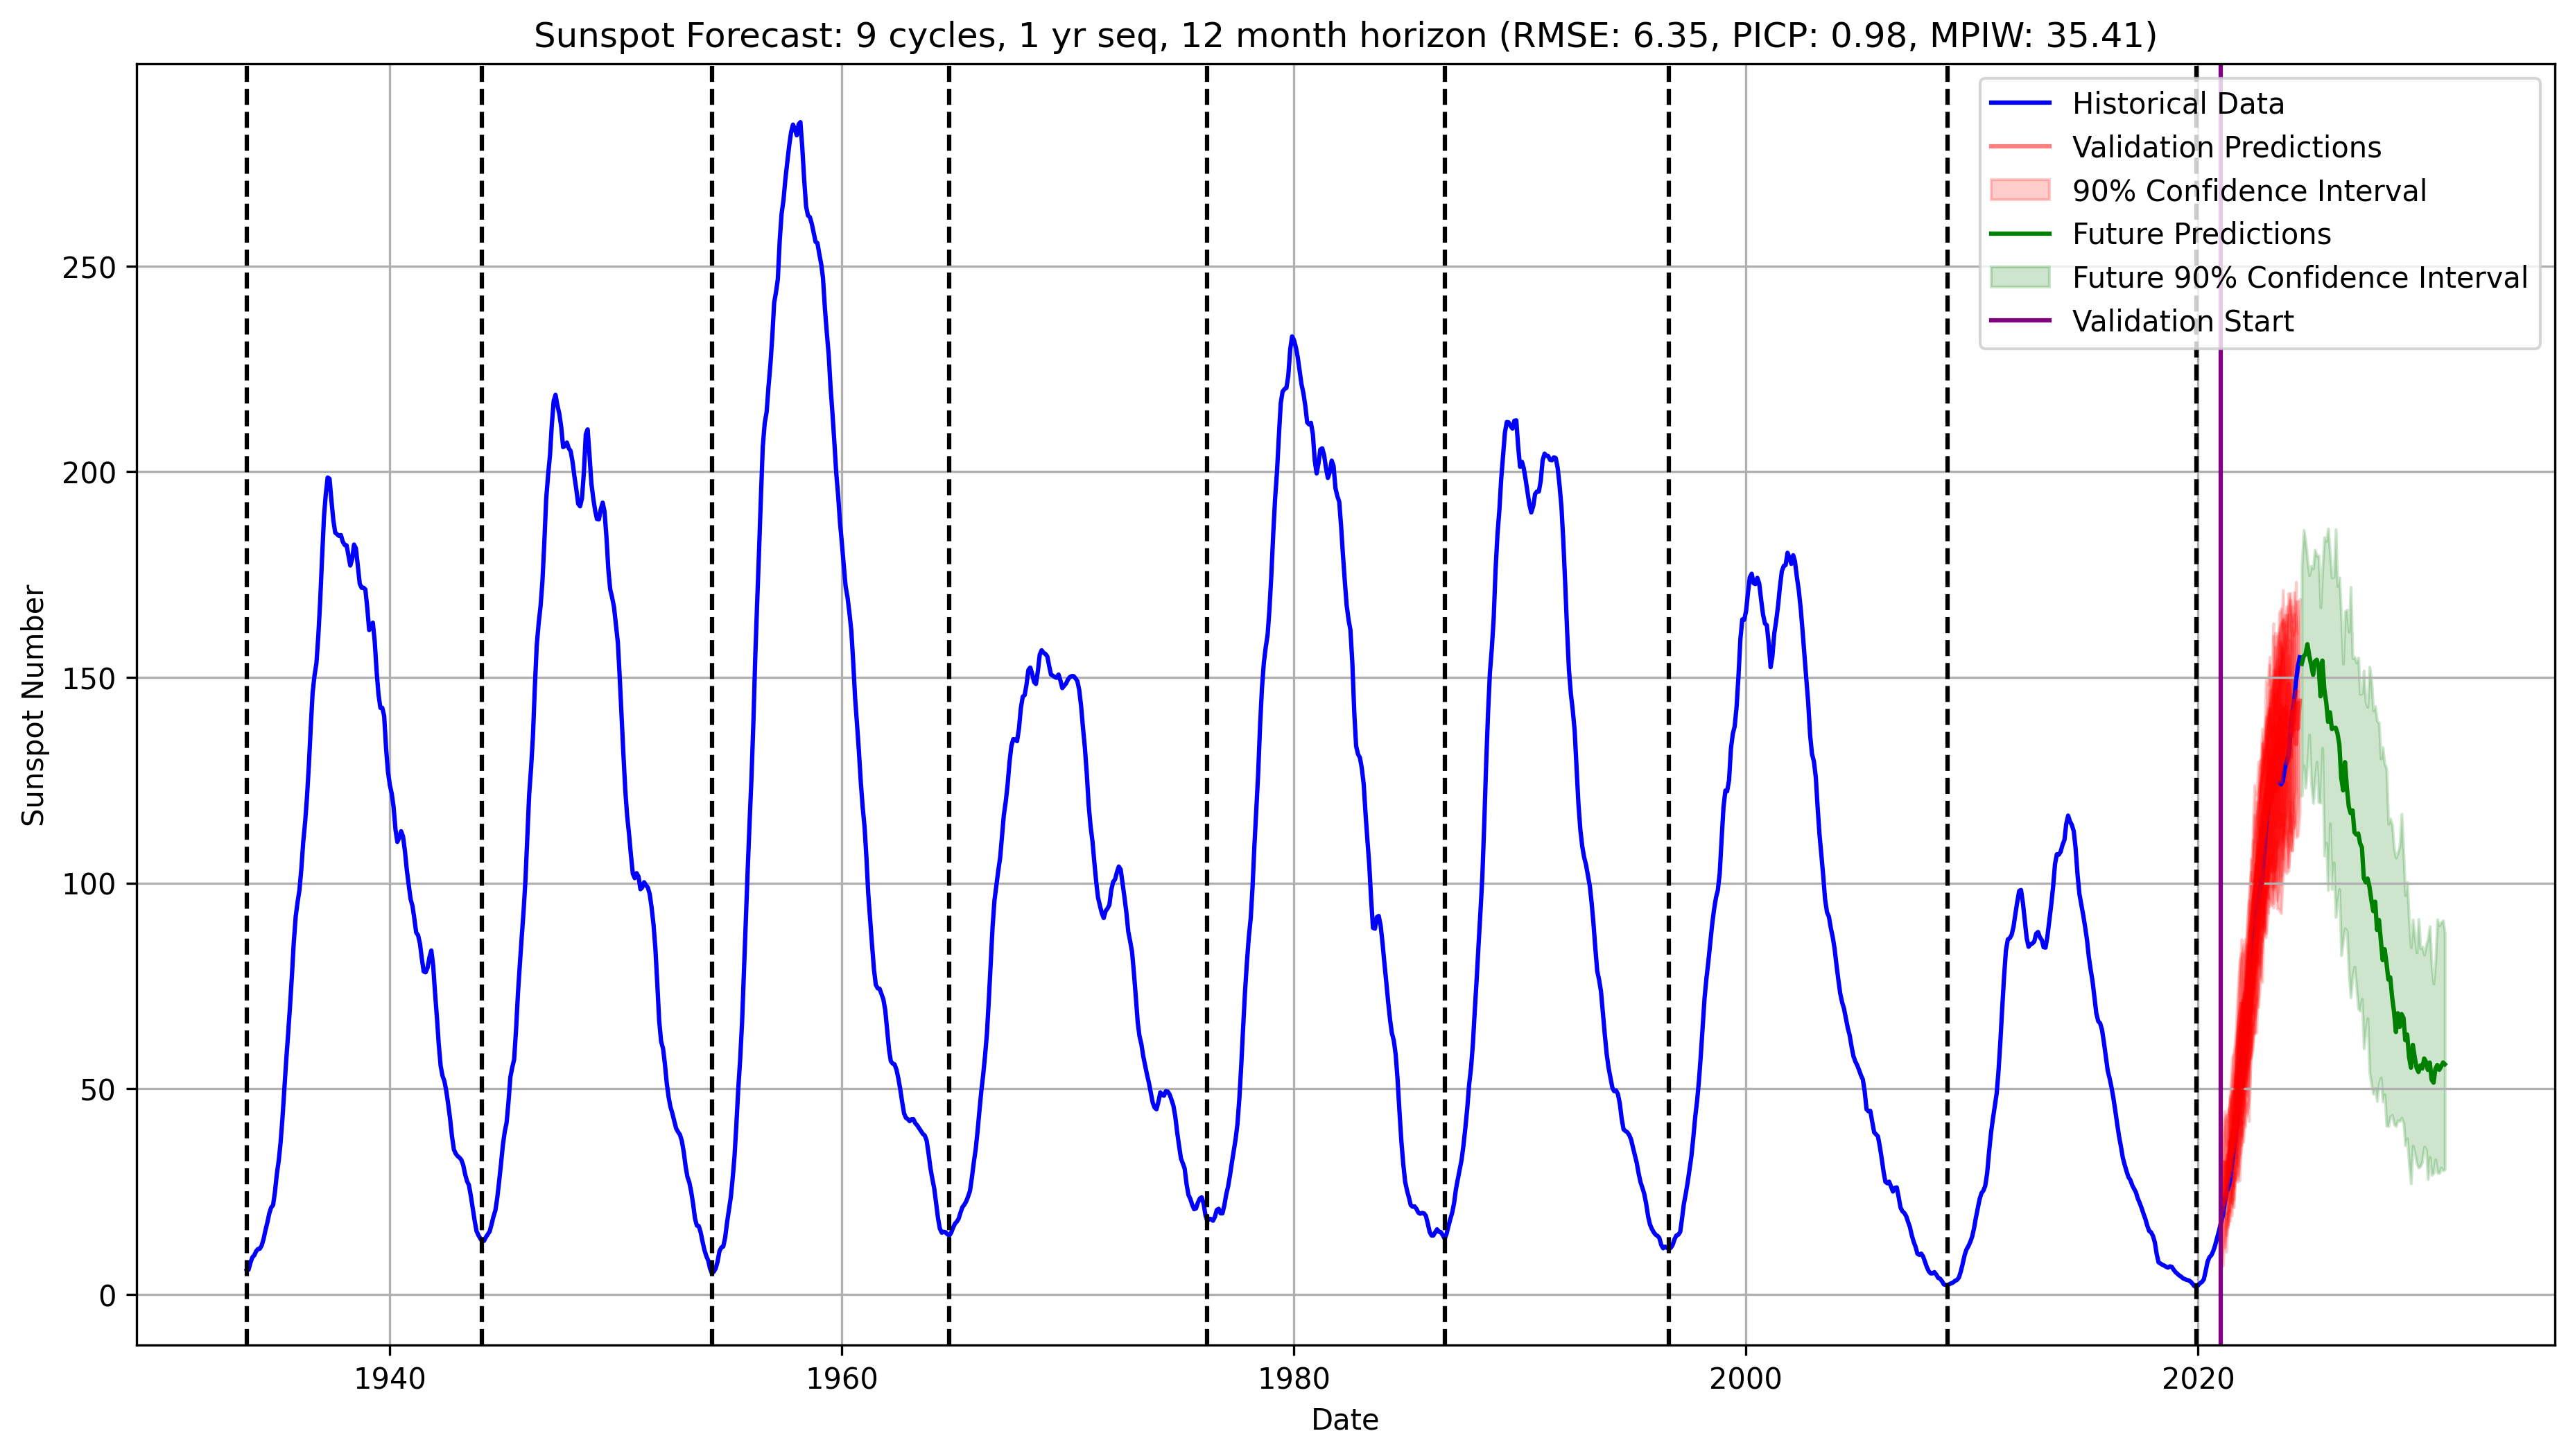 Sunspot Forecast: 9 cycles, 1 yr seq, 12 month horizon (RMSE: 6.35, PICP: 0.98, MPIW: 35.41)
Historical Data
Validation Predictions
90% Confidence Interval
Future Predictions
Future 90% Confidence Interval
Validation Start
Sunspot Number
250
200
150
100
50
0
1940
1960
1980
2000
2020
Date